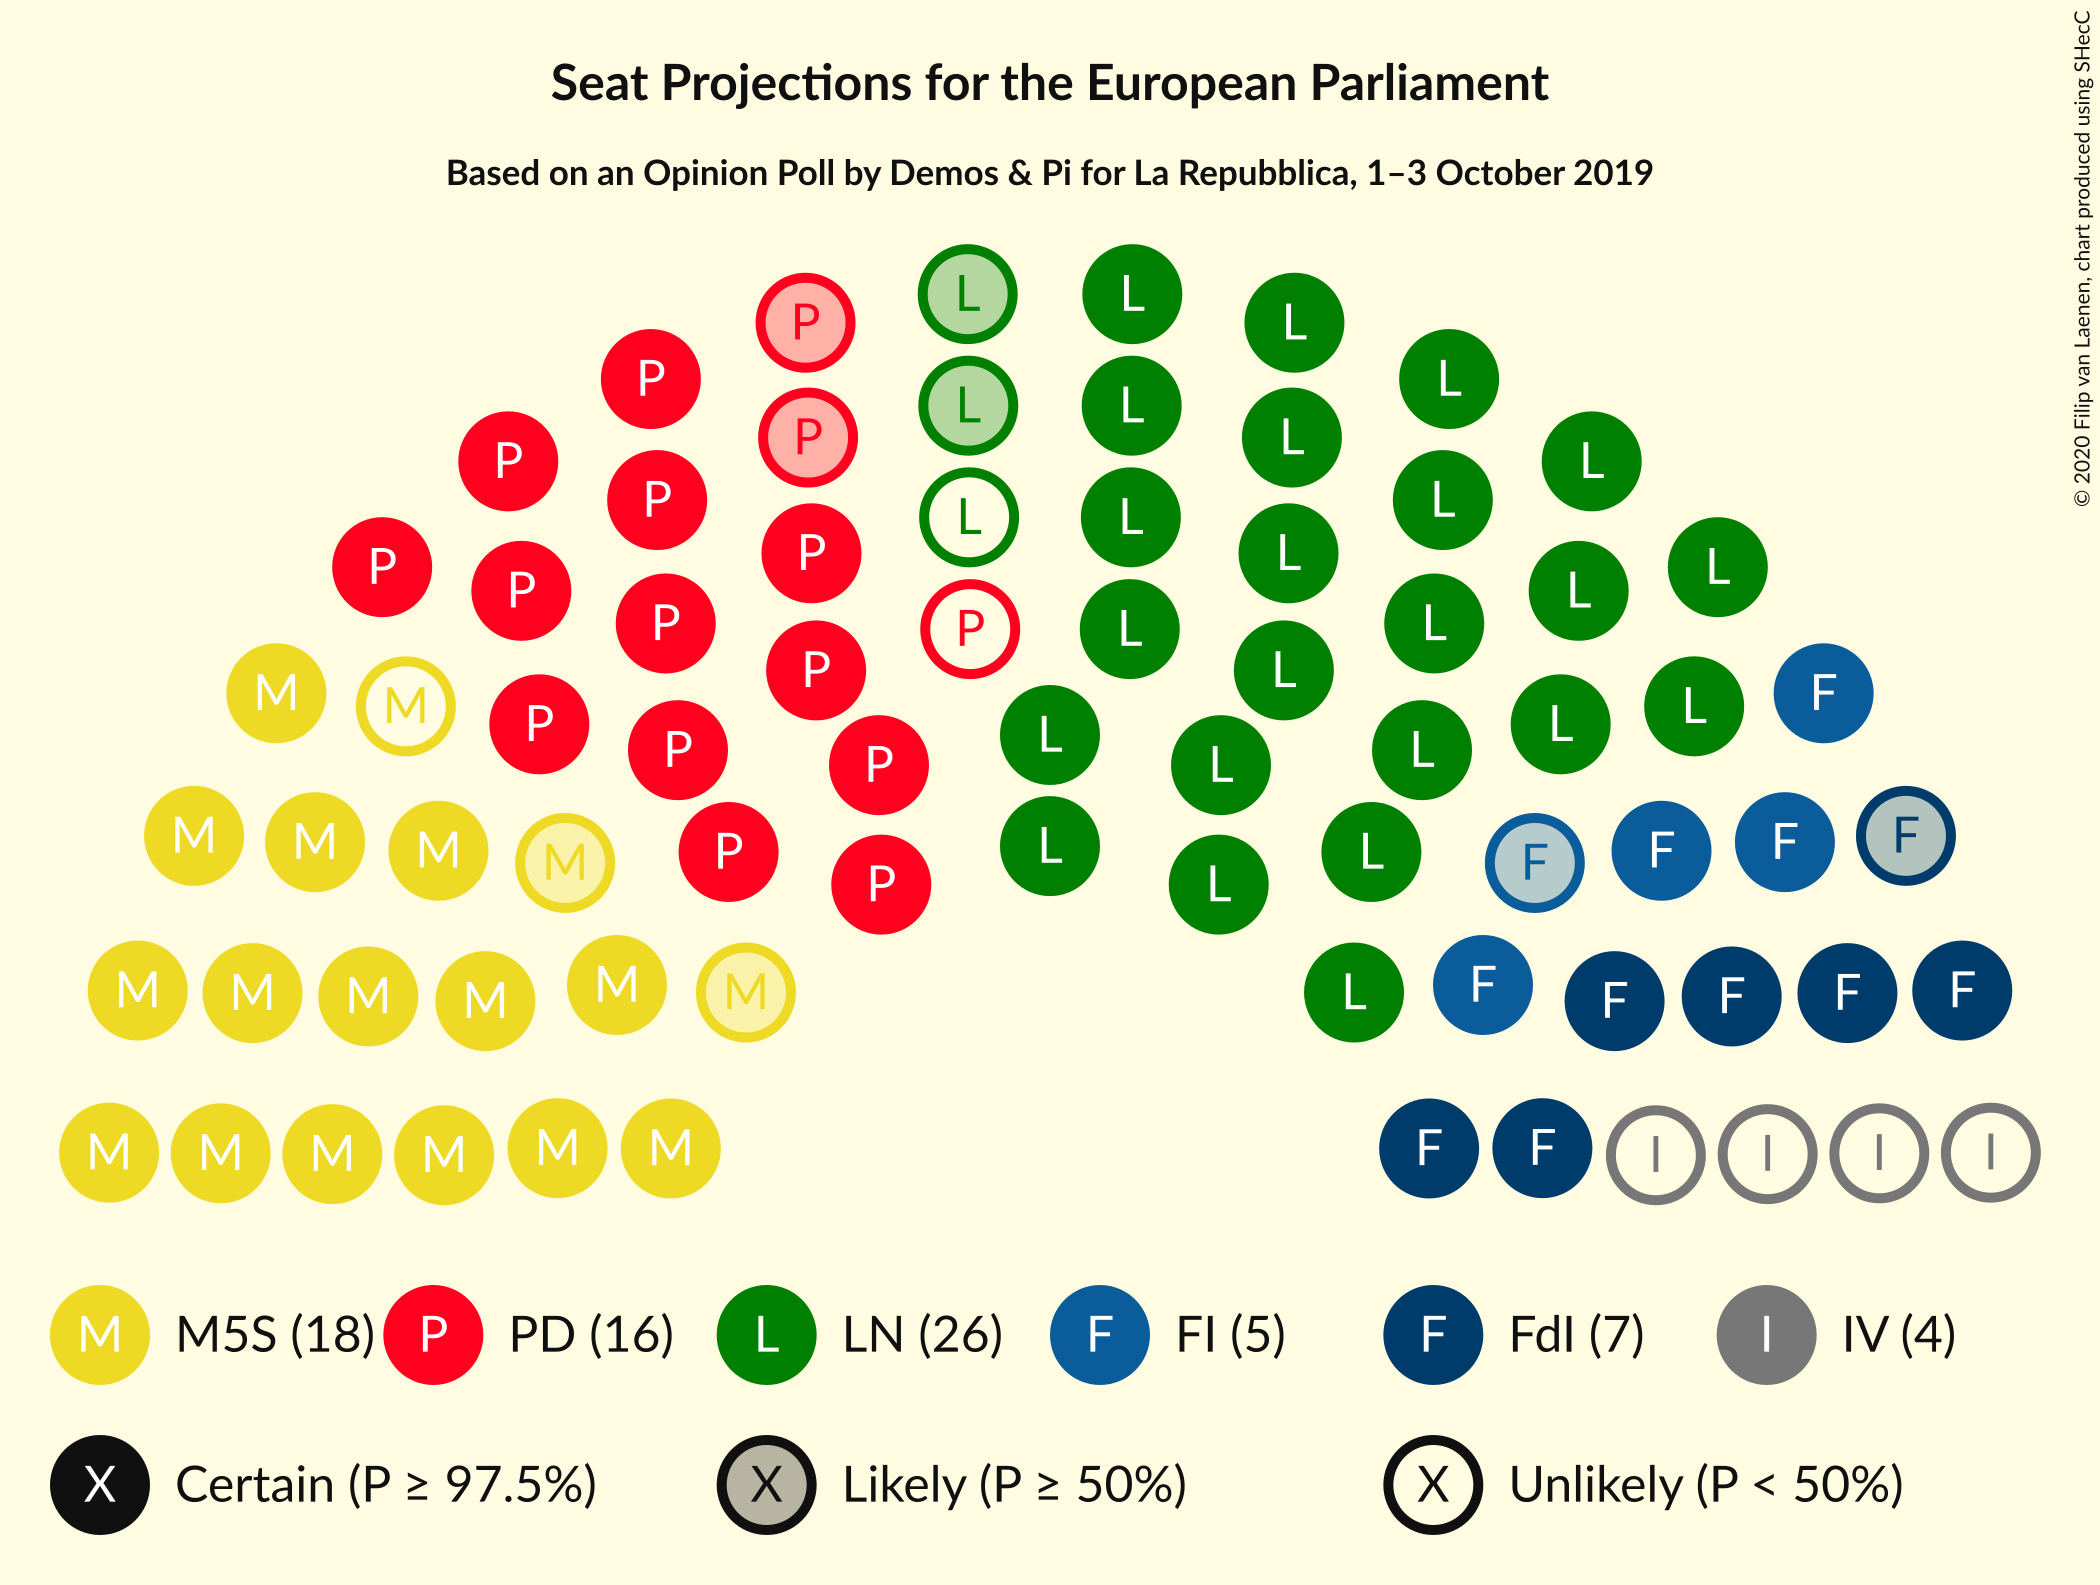 Seat Projections for the European Parliament
Based on an Opinion Poll by Demos & Pi for La Repubblica, 1–3 October 2019
© 2020 Filip van Laenen, chart produced using SHecC
L L
P L
P L
L L
P L
P L
P L
P L
L L
P L
P L
P L
P L
P L
P L
M M L F
P L
P L
L
P L
P L
M M M M F F F F
P L
L
P L
M M M M M M L F F F F F
M M M M M M F F I I I I
M M5S (18) P PD (16) L LN (26) F FI (5) F FdI (7) I IV (4)
X Certain (P ≥ 97.5%) X Likely (P ≥ 50%) X Unlikely (P < 50%)